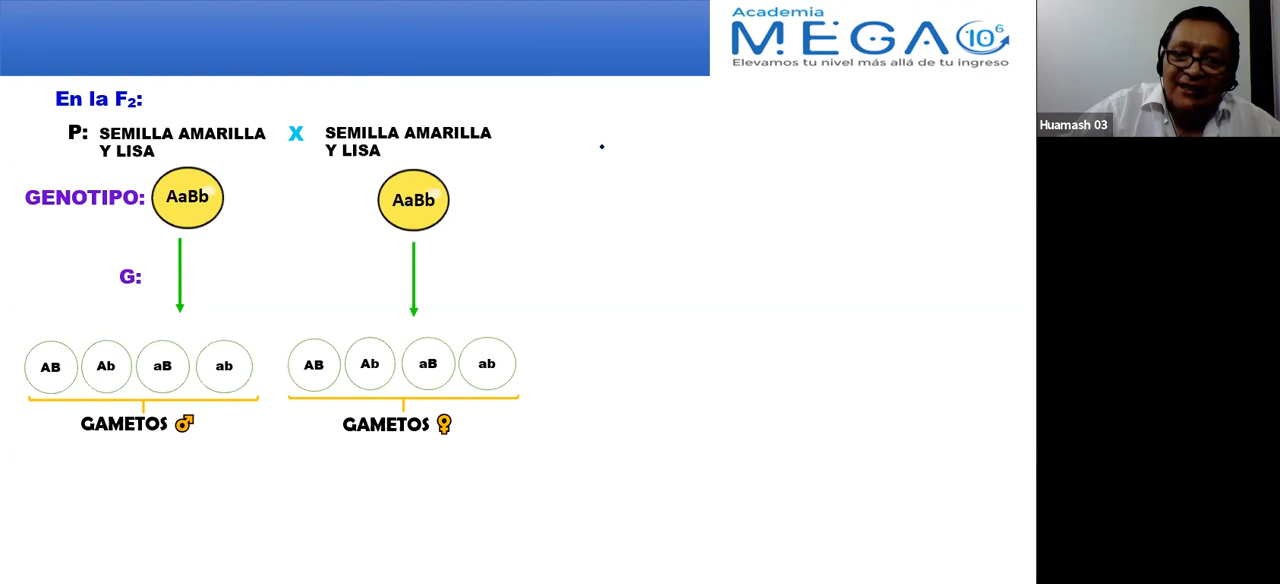 Academia
MEGA 10⁶
Elevamos tu nivel más allá de tu ingreso
Huamash 03
En la F₂:
P: SEMILLA AMARILLA Y LISA X SEMILLA AMARILLA Y LISA
GENOTIPO: AaBb AaBb
G:
AB Ab aB ab AB Ab aB ab
GAMETOS ♂ GAMETOS ♀